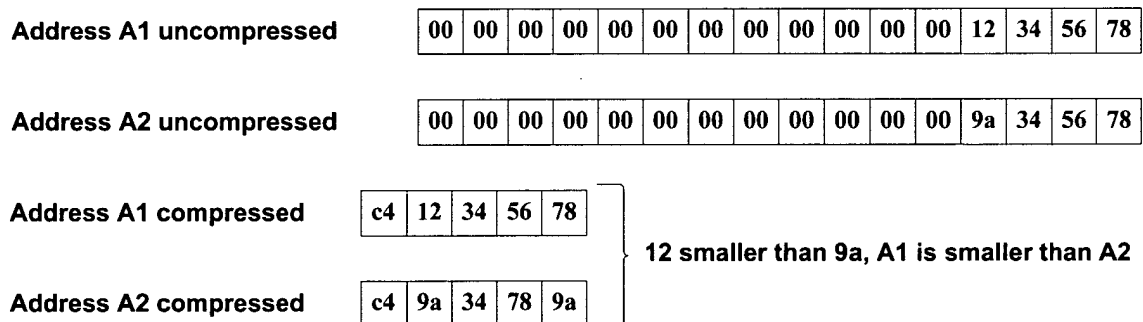 Address A1 uncompressed 00 00 00 00 00 00 00 00 00 00 00 00 12 34 56 78
Address A2 uncompressed 00 00 00 00 00 00 00 00 00 00 00 00 9a 34 56 78
Address A1 compressed c4 12 34 56 78
12 smaller than 9a, A1 is smaller than A2
Address A2 compressed c4 9a 34 78 9a